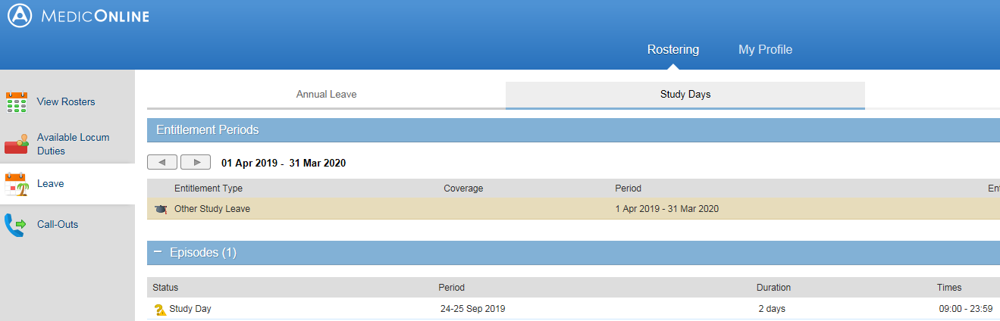 MEDICONLINE
Rostering My Profile
View Rosters
Available Locum
Duties
Leave
Call-Outs
Annual Leave Study Days
Entitlement Periods
01 Apr 2019 - 31 Mar 2020
Entitlement Type Coverage Period Ent
Other Study Leave 1 Apr 2019 - 31 Mar 2020
Episodes (1)
Status Period Duration Times
Study Day 24-25 Sep 2019 2 days 09:00 - 23:59